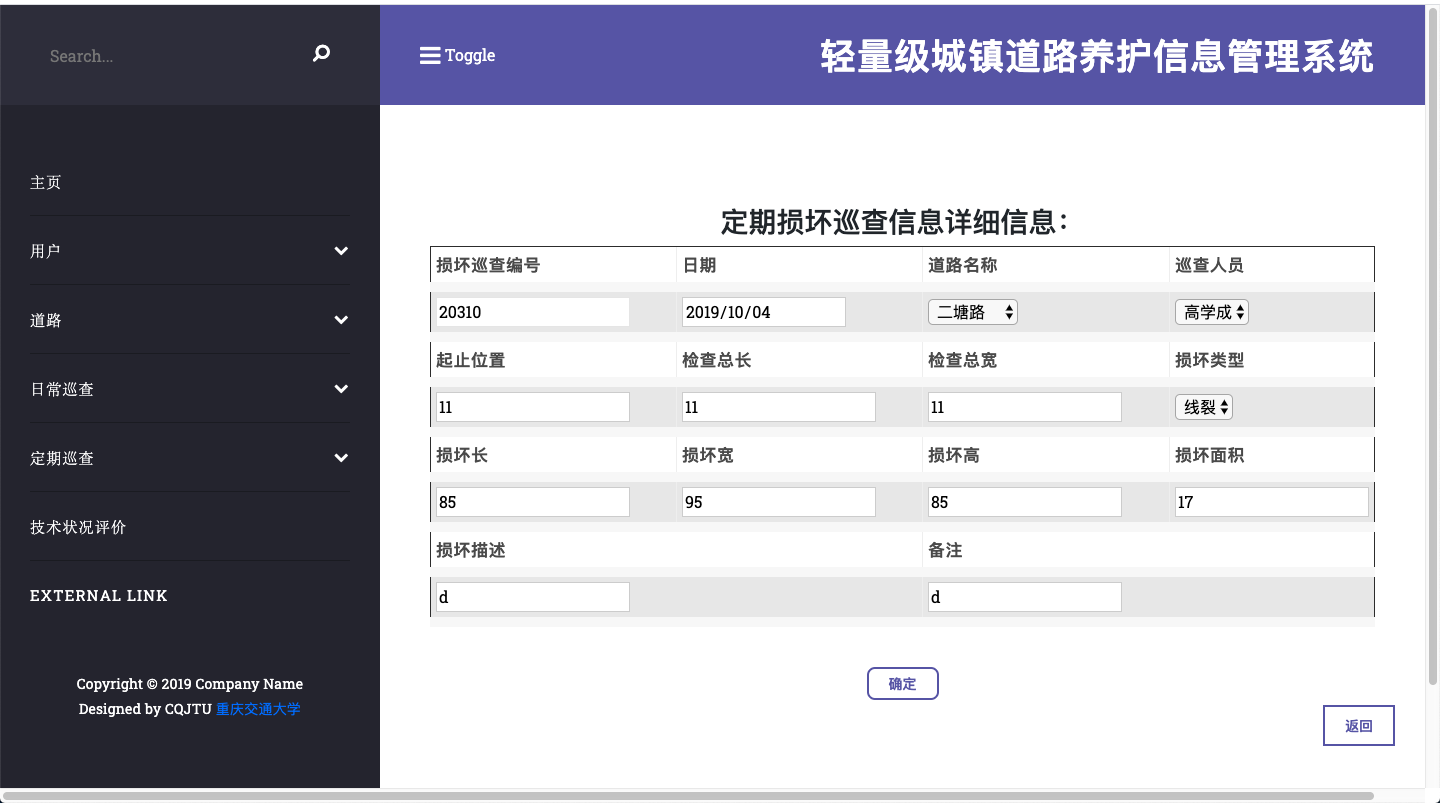 Search...
Toggle
轻量级城镇道路养护信息管理系统
主页
用户
道路
日常巡查
定期巡查
技术状况评价
EXTERNAL LINK
Copyright © 2019 Company Name
Designed by CQJTU 重庆交通大学
定期损坏巡查信息详细信息：
损坏巡查编号 日期 道路名称 巡查人员
20310 2019/10/04 二塘路 高学成
起止位置 检查总长 检查总宽 损坏类型
11 11 11 线裂
损坏长 损坏宽 损坏高 损坏面积
85 95 85 17
损坏描述 备注
d d
确定
返回